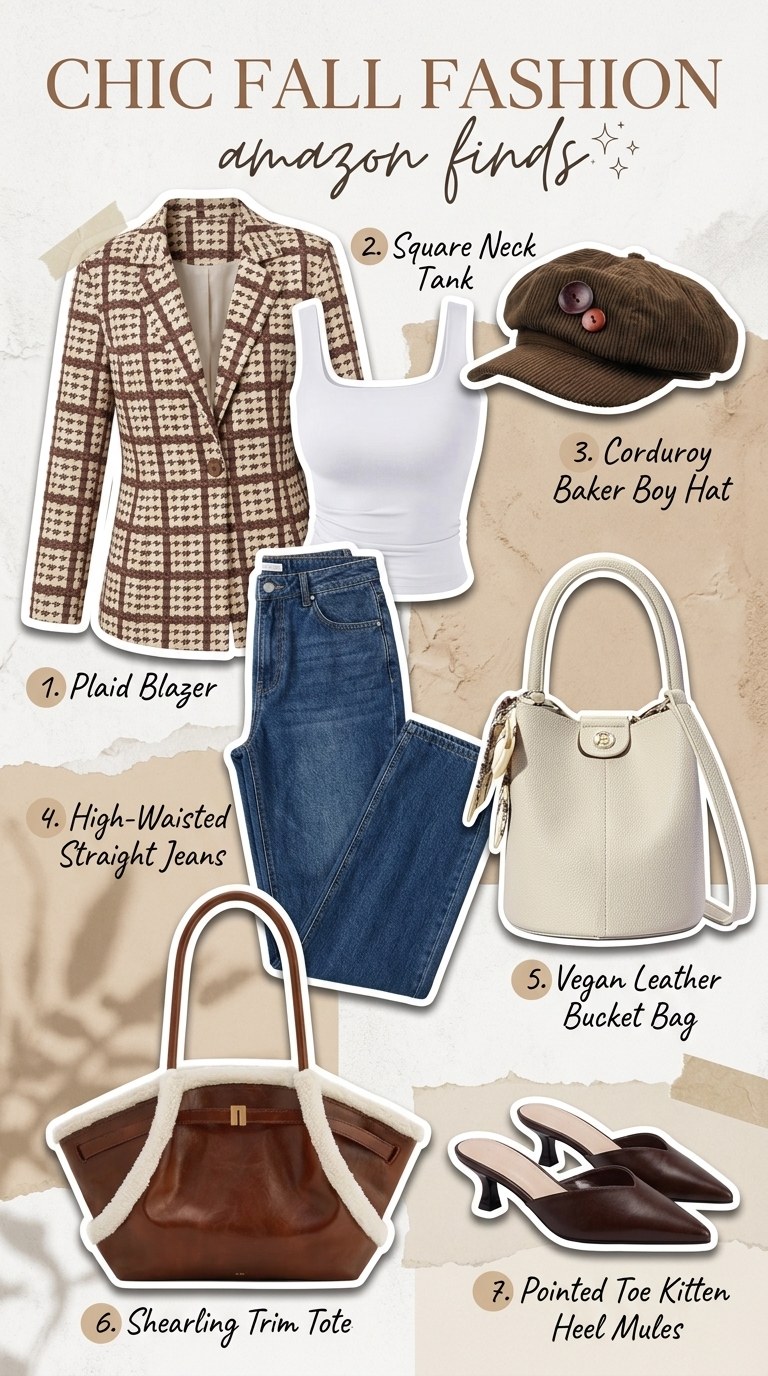 CHIC FALL FASHION
amazon finds
2. Square Neck
Tank
3. Corduroy
Baker Boy Hat
1. Plaid Blazer
4. High-Waisted
Straight Jeans
5. Vegan Leather
Bucket Bag
6. Shearling Trim Tote
7. Pointed Toe Kitten
Heel Mules